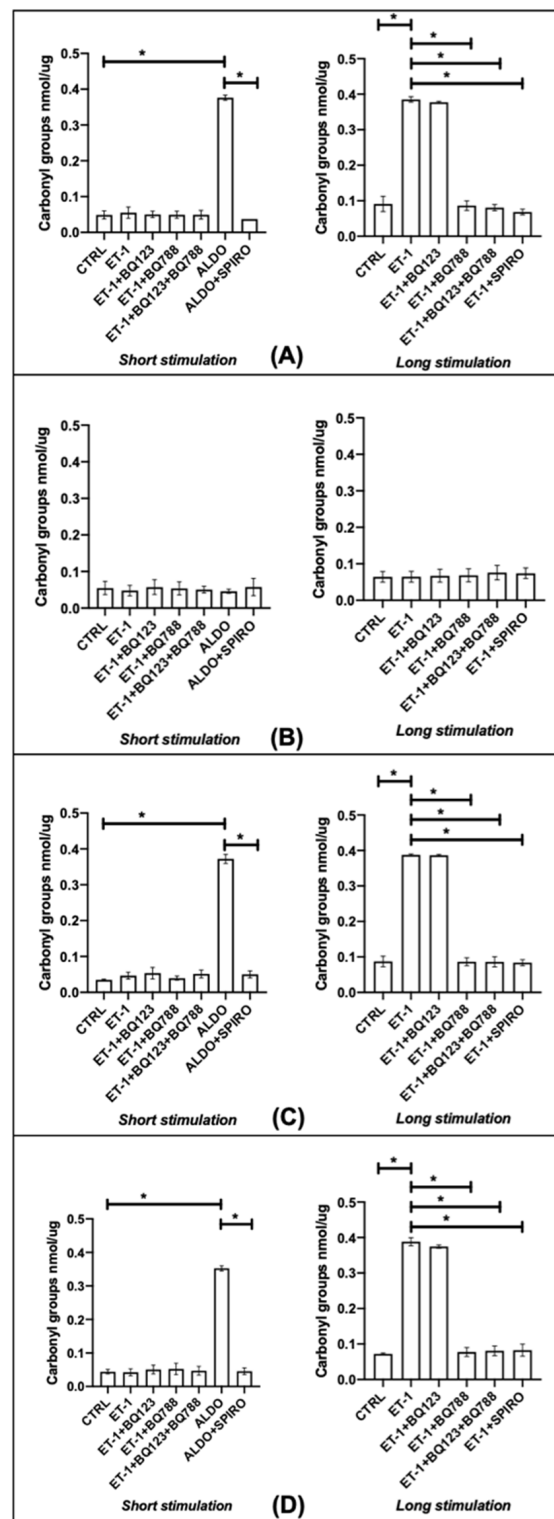 *
*
0.5
0.4
0.3
0.2
0.1
0.0
Carbonyl groups nmol/ug
CTRL
ET-1
ET-1+BQ123
ET-1+BQ788
ET-1+BQ123+BQ788
ALDO
ALDO+SPIRO
Short stimulation
*
*
*
*
0.5
0.4
0.3
0.2
0.1
0.0
Carbonyl groups nmol/ug
CTRL
ET-1
ET-1+BQ123
ET-1+BQ788
ET-1+BQ123+BQ788
ET-1+SPIRO
Long stimulation
(A)
0.5
0.4
0.3
0.2
0.1
0.0
Carbonyl groups nmol/ug
CTRL
ET-1
ET-1+BQ123
ET-1+BQ788
ET-1+BQ123+BQ788
ALDO
ALDO+SPIRO
Short stimulation
0.5
0.4
0.3
0.2
0.1
0.0
Carbonyl groups nmol/ug
CTRL
ET-1
ET-1+BQ123
ET-1+BQ788
ET-1+BQ123+BQ788
ET-1+SPIRO
Long stimulation
(B)
*
*
0.5
0.4
0.3
0.2
0.1
0.0
Carbonyl groups nmol/ug
CTRL
ET-1
ET-1+BQ123
ET-1+BQ788
ET-1+BQ123+BQ788
ALDO
ALDO+SPIRO
Short stimulation
*
*
*
*
0.5
0.4
0.3
0.2
0.1
0.0
Carbonyl groups nmol/ug
CTRL
ET-1
ET-1+BQ123
ET-1+BQ788
ET-1+BQ123+BQ788
ET-1+SPIRO
Long stimulation
(C)
*
*
0.5
0.4
0.3
0.2
0.1
0.0
Carbonyl groups nmol/ug
CTRL
ET-1
ET-1+BQ123
ET-1+BQ788
ET-1+BQ123+BQ788
ALDO
ALDO+SPIRO
Short stimulation
*
*
*
*
0.5
0.4
0.3
0.2
0.1
0.0
Carbonyl groups nmol/ug
CTRL
ET-1
ET-1+BQ123
ET-1+BQ788
ET-1+BQ123+BQ788
ET-1+SPIRO
Long stimulation
(D)